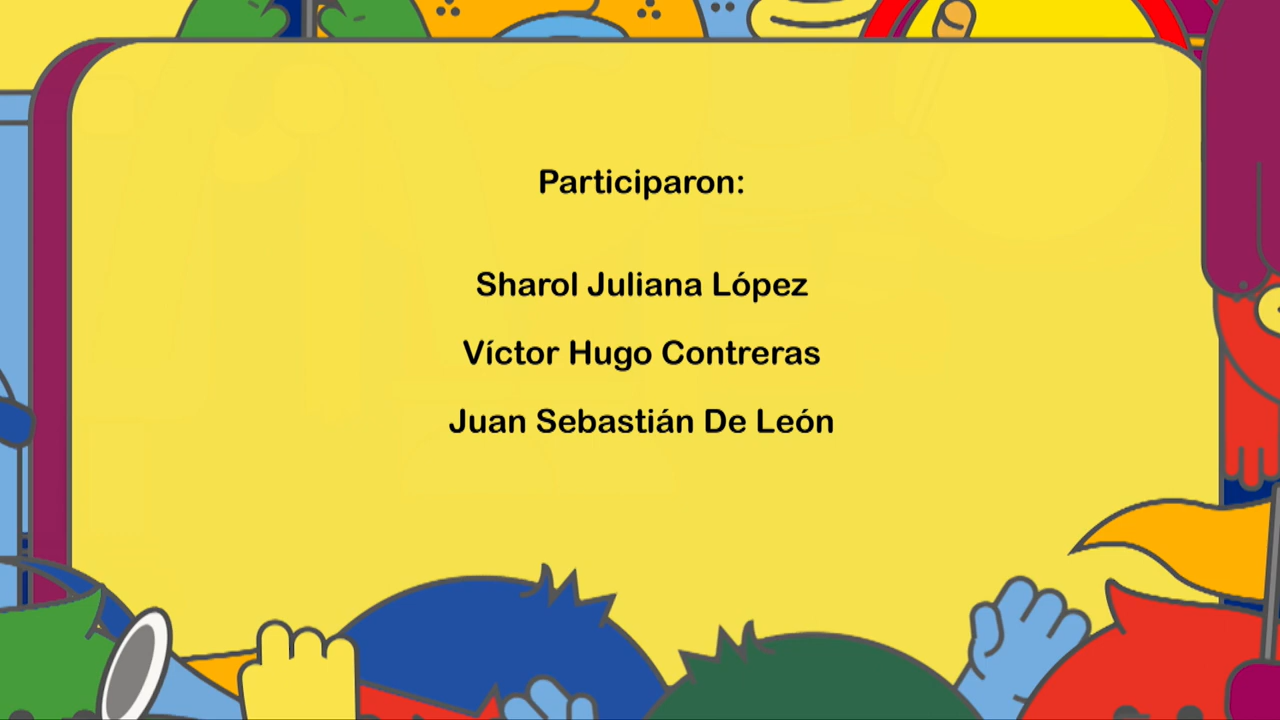 Participaron:
Sharol Juliana López
Víctor Hugo Contreras
Juan Sebastián De León